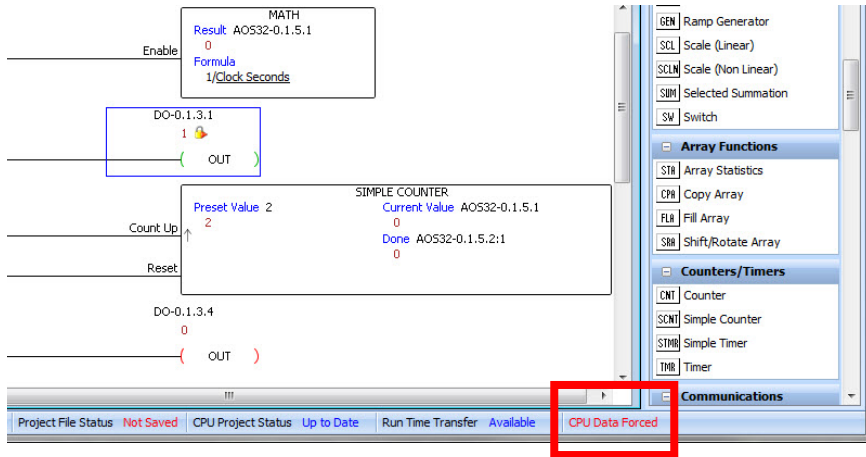 MATH
Result AOS32-0.1.5.1
0
Enable
Formula
1/Clock Seconds
DO-0.1.3.1
1
( OUT )
SIMPLE COUNTER
Preset Value 2 Current Value AOS32-0.1.5.1
2 0
Count Up
Done AOS32-0.1.5.2:1
0
Reset
DO-0.1.3.4
0
( OUT )
GEN Ramp Generator
SCL Scale (Linear)
SCLN Scale (Non Linear)
SUM Selected Summation
SW Switch
Array Functions
STA Array Statistics
CPA Copy Array
FLA Fill Array
SRA Shift/Rotate Array
Counters/Timers
CNT Counter
SCNT Simple Counter
STMR Simple Timer
TMR Timer
Communications
Project File Status Not Saved CPU Project Status Up to Date Run Time Transfer Available CPU Data Forced